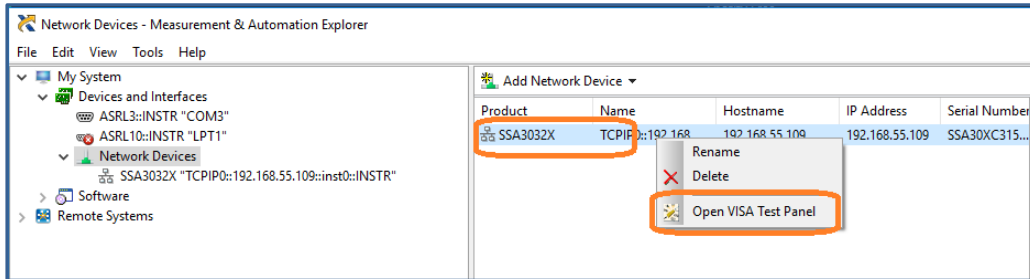 Network Devices - Measurement & Automation Explorer
File Edit View Tools Help
My System
Devices and Interfaces
ASRL3::INSTR "COM3"
ASRL10::INSTR "LPT1"
Network Devices
SSA3032X "TCPIP0::192.168.55.109::inst0::INSTR"
Software
Remote Systems
Add Network Device
Product Name Hostname IP Address Serial Number
SSA3032X TCPIP0::192.168 192.168.55.109 192.168.55.109 SSA30XC315...
Rename
Delete
Open VISA Test Panel